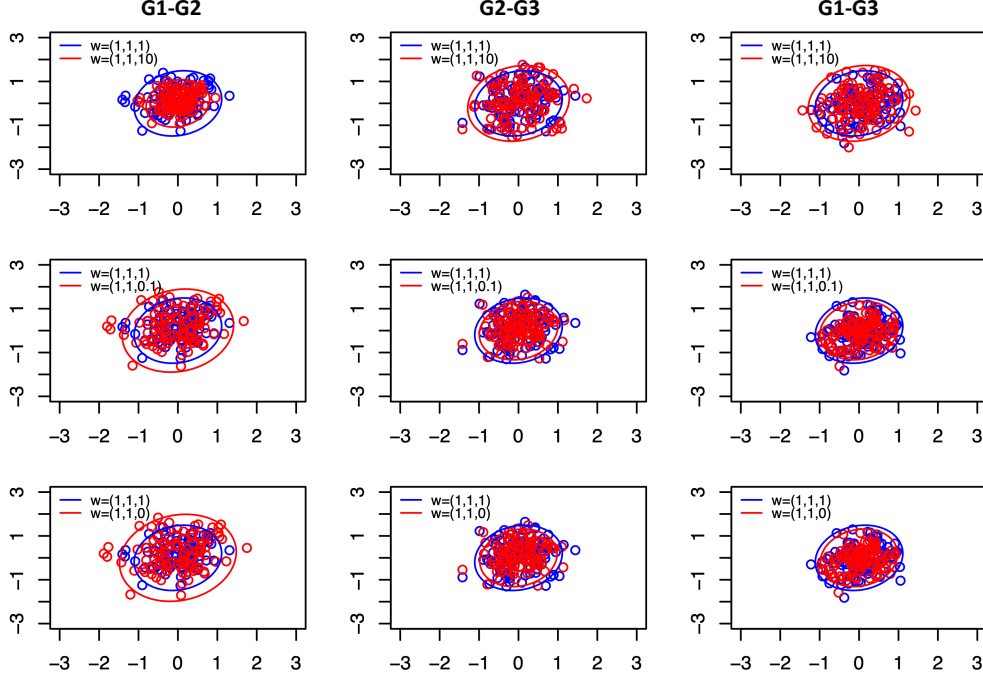 G1-G2 G2-G3 G1-G3
w=(1,1,1) w=(1,1,1) w=(1,1,1)
w=(1,1,10) w=(1,1,10) w=(1,1,10)
3 3 3
1 1 1
-1 -1 -1
-3 -3 -3
-3 -2 -1 0 1 2 3 -3 -2 -1 0 1 2 3 -3 -2 -1 0 1 2 3
w=(1,1,1) w=(1,1,1) w=(1,1,1)
w=(1,1,0.1) w=(1,1,0.1) w=(1,1,0.1)
3 3 3
1 1 1
-1 -1 -1
-3 -3 -3
-3 -2 -1 0 1 2 3 -3 -2 -1 0 1 2 3 -3 -2 -1 0 1 2 3
w=(1,1,1) w=(1,1,1) w=(1,1,1)
w=(1,1,0) w=(1,1,0) w=(1,1,0)
3 3 3
1 1 1
-1 -1 -1
-3 -3 -3
-3 -2 -1 0 1 2 3 -3 -2 -1 0 1 2 3 -3 -2 -1 0 1 2 3